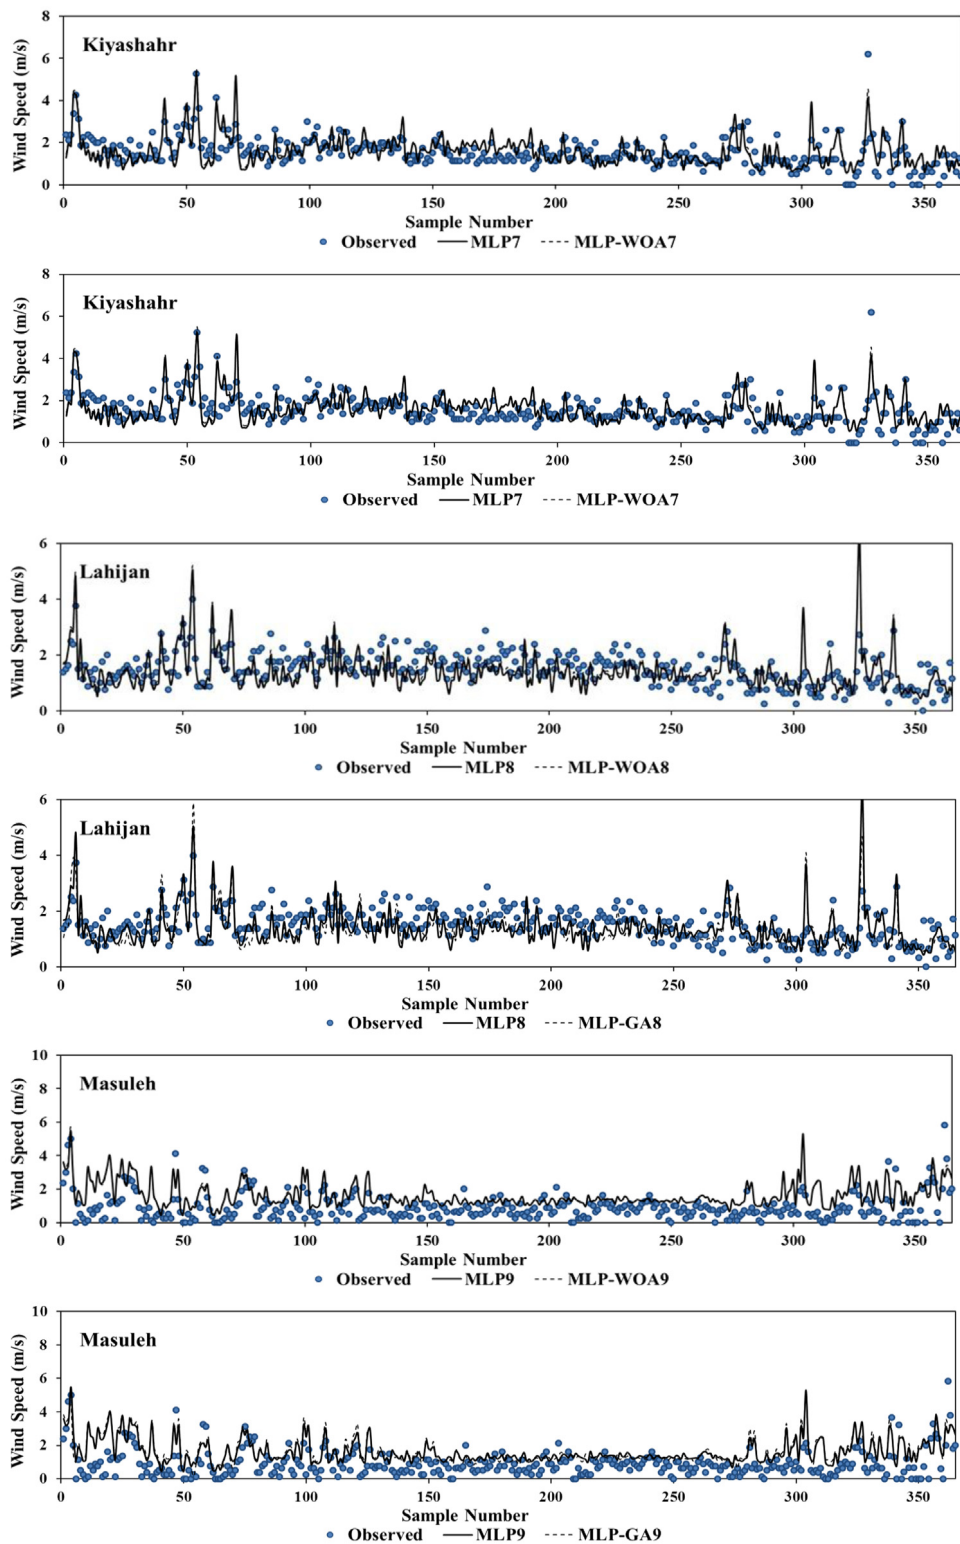 8
Kiyashahr
6
4
2
0
Wind Speed (m/s)
0 50 100 150 200 250 300 350
Sample Number
Observed MLP7 MLP-WOA7
8
Kiyashahr
6
4
2
0
Wind Speed (m/s)
0 50 100 150 200 250 300 350
Sample Number
Observed MLP7 MLP-WOA7
6
Lahijan
4
2
0
Wind Speed (m/s)
0 50 100 150 200 250 300 350
Sample Number
Observed MLP8 MLP-WOA8
6
Lahijan
4
2
0
Wind Speed (m/s)
0 50 100 150 200 250 300 350
Sample Number
Observed MLP8 MLP-GA8
10
Masuleh
8
6
4
2
0
Wind Speed (m/s)
0 50 100 150 200 250 300 350
Sample Number
Observed MLP9 MLP-WOA9
10
Masuleh
8
6
4
2
0
Wind Speed (m/s)
0 50 100 150 200 250 300 350
Sample Number
Observed MLP9 MLP-GA9